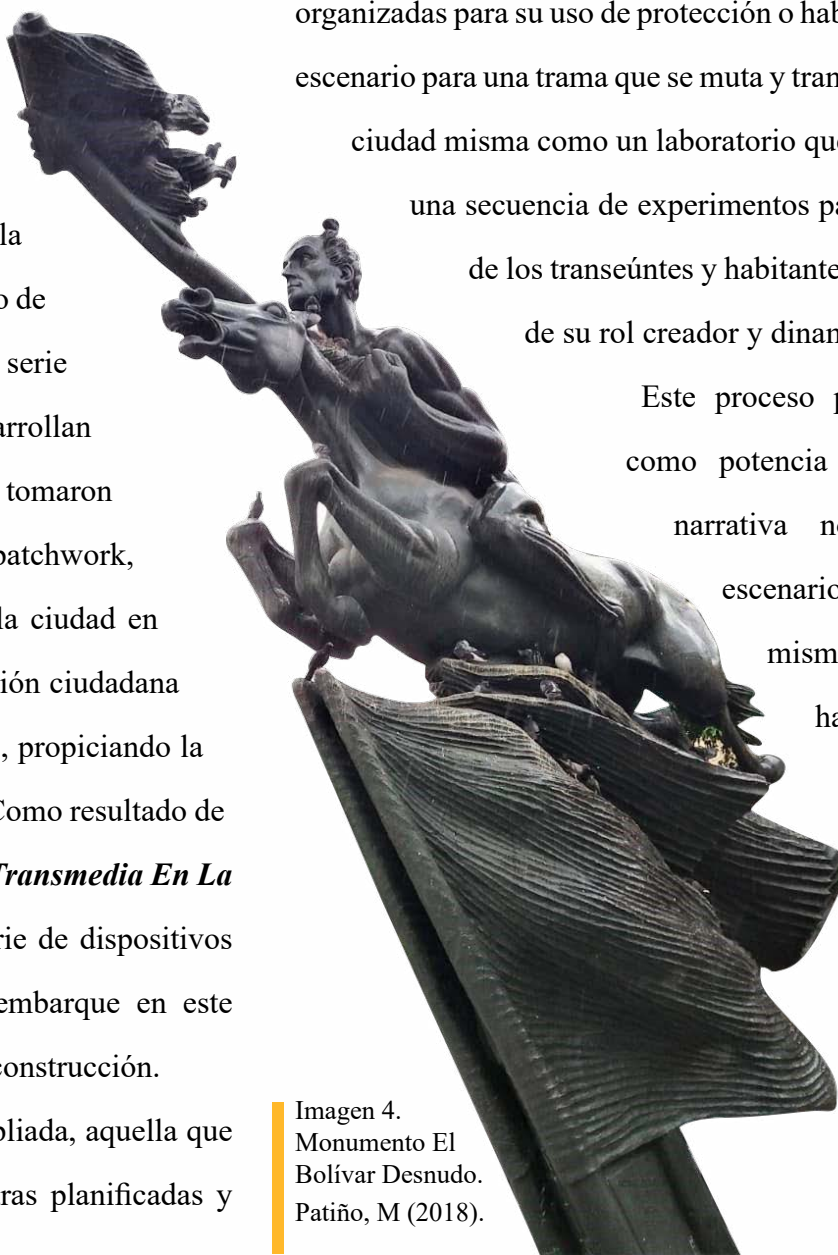 la
o de
serie
arrollan
tomaron
patchwork,
la ciudad en
ión ciudadana
, propiciando la
Como resultado de
Transmedia En La
rie de dispositivos
embarque en este
construcción.
pliada, aquella que
ras planificadas y
organizadas para su uso de protección o hab
escenario para una trama que se muta y tran
ciudad misma como un laboratorio que
una secuencia de experimentos pa
de los transeúntes y habitante
de su rol creador y dinam
Este proceso p
como potencia
narrativa no
escenario
mism
ha
Imagen 4.
Monumento El
Bolívar Desnudo.
Patiño, M (2018).